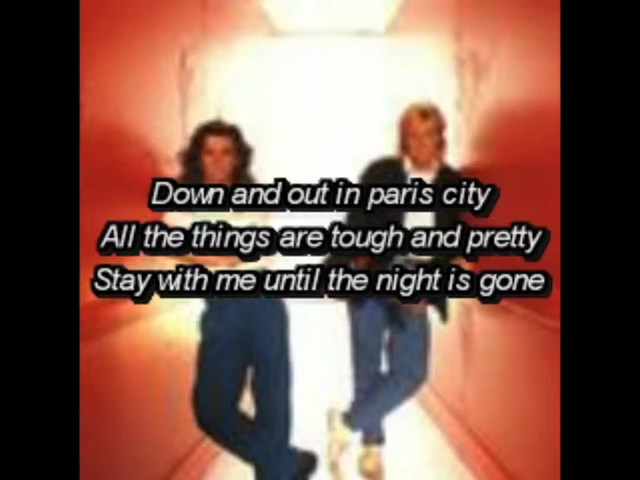 Down and out in paris city
All the things are tough and pretty
Stay with me until the night is gone